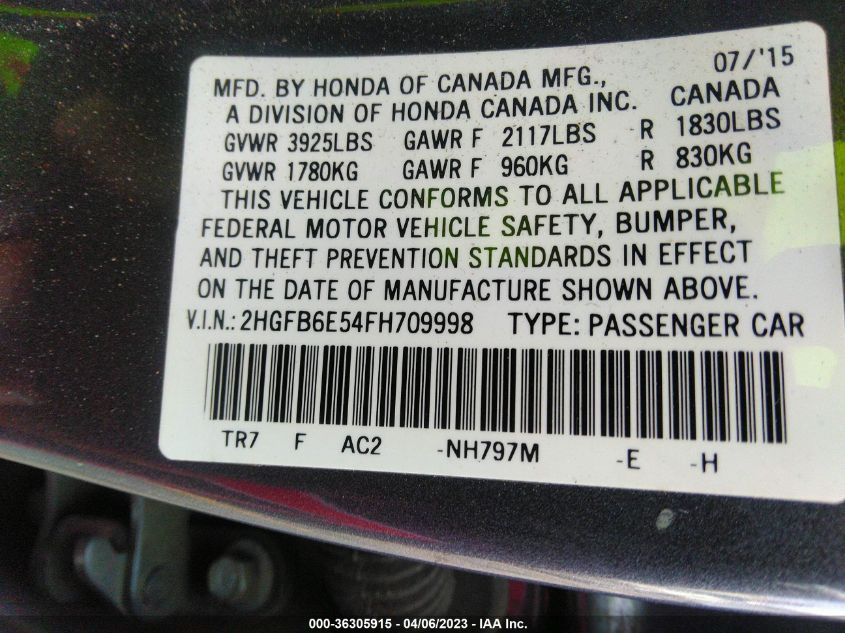 07/'15
MFD. BY HONDA OF CANADA MFG.,
A DIVISION OF HONDA CANADA INC. CANADA
GVWR 3925LBS GAWR F 2117LBS R 1830LBS
GVWR 1780KG GAWR F 960KG R 830KG
THIS VEHICLE CONFORMS TO ALL APPLICABLE
FEDERAL MOTOR VEHICLE SAFETY, BUMPER,
AND THEFT PREVENTION STANDARDS IN EFFECT
ON THE DATE OF MANUFACTURE SHOWN ABOVE.
V.I.N.: 2HGFB6E54FH709998 TYPE: PASSENGER CAR
TR7 F AC2 -NH797M -E -H
000-36305915 - 04/06/2023 - IAA Inc.